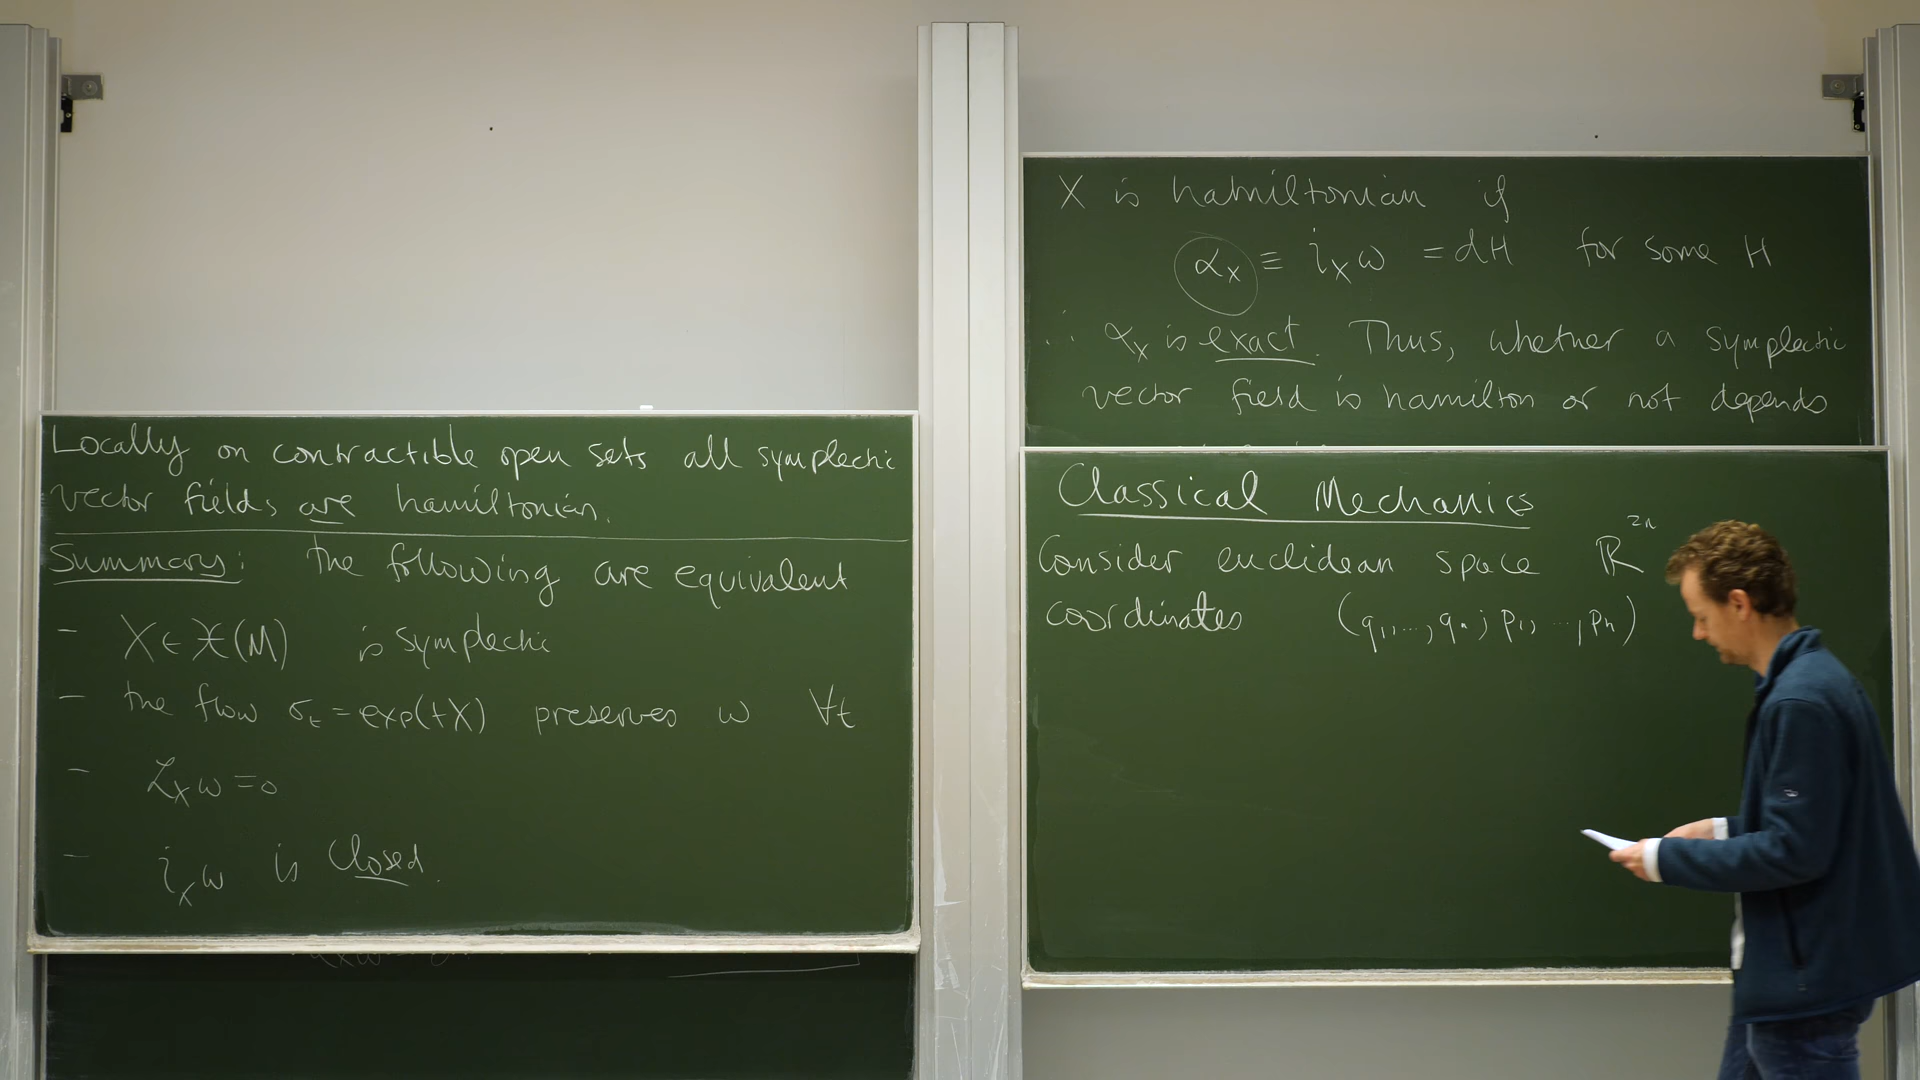 Locally on contractible open sets all symplectic
vector fields are hamiltonian.
Summary: the following are equivalent
- X ∈ 𝔛(M) is symplectic
- the flow σ_t = exp(tX) preserves ω ∀t
- ℒ_X ω = 0
- i_X ω is closed.
X is hamiltonian if
α_X ≡ i_X ω = dH for some H
∴ α_X is exact. Thus, whether a symplectic
vector field is hamilton or not depends
Classical Mechanics
Consider euclidean space ℝ^{2n}
coordinates (q_1, ..., q_n; p_1, ..., p_n)